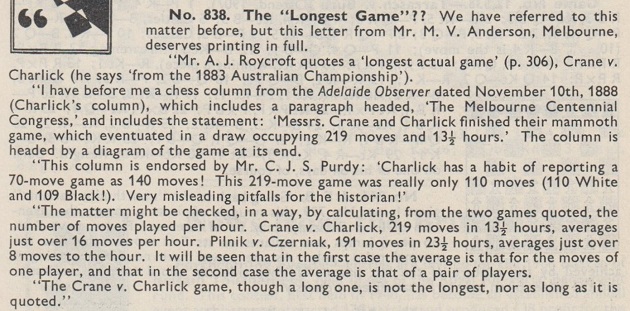 No. 838. The “Longest Game”?? We have referred to this
matter before, but this letter from Mr. M. V. Anderson, Melbourne,
deserves printing in full.
“Mr. A. J. Roycroft quotes a ‘longest actual game’ (p. 306), Crane v.
Charlick (he says ‘from the 1883 Australian Championship’).
“I have before me a chess column from the Adelaide Observer dated November 10th, 1888
(Charlick’s column), which includes a paragraph headed, ‘The Melbourne Centennial
Congress,’ and includes the statement: ‘Messrs. Crane and Charlick finished their mammoth
game, which eventuated in a draw occupying 219 moves and 13½ hours.’ The column is
headed by a diagram of the game at its end.
“This column is endorsed by Mr. C. J. S. Purdy: ‘Charlick has a habit of reporting a
70-move game as 140 moves! This 219-move game was really only 110 moves (110 White
and 109 Black!). Very misleading pitfalls for the historian!’
“The matter might be checked, in a way, by calculating, from the two games quoted, the
number of moves played per hour. Crane v. Charlick, 219 moves in 13½ hours, averages
just over 16 moves per hour. Pilnik v. Czerniak, 191 moves in 23½ hours, averages just over
8 moves to the hour. It will be seen that in the first case the average is that for the moves of
one player, and that in the second case the average is that of a pair of players.
“The Crane v. Charlick game, though a long one, is not the longest, nor as long as it is
quoted.”